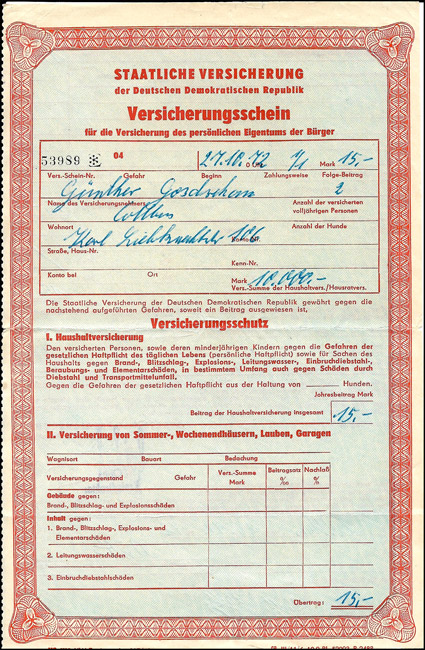 STAATLICHE VERSICHERUNG
der Deutschen Demokratischen Republik
Versicherungsschein
für die Versicherung des persönlichen Eigentums der Bürger
53989 04 27.10.72 1/1 Mark 15,-
Vers.-Schein-Nr. Gefahr Beginn Zahlungsweise Folge-Beitrag
Günther 2
Name des Versicherungsnehmers Anzahl der versicherten volljährigen Personen
Cottbus
Wohnort Anzahl der Hunde
Karl Liebknechtstr 106
Straße, Haus-Nr. Kenn-Nr.
Konto bei Ort Mark 10.000,-
Vers.-Summe der Haushaltvers./Hausratvers.
Die Staatliche Versicherung der Deutschen Demokratischen Republik gewährt gegen die
nachstehend aufgeführten Gefahren, soweit ein Beitrag ausgewiesen ist,
Versicherungsschutz
I. Haushaltversicherung
Den versicherten Personen, sowie deren minderjährigen Kindern gegen die Gefahren der
gesetzlichen Haftpflicht des täglichen Lebens (persönliche Haftpflicht) sowie für Sachen des
Haushalts gegen Brand-, Blitzschlag-, Explosions-, Leitungswasser-, Einbruchdiebstahl-,
Beraubungs- und Elementarschäden, in bestimmtem Umfang auch gegen Schäden durch
Diebstahl und Transportmittelunfall.
Gegen die Gefahren der gesetzlichen Haftpflicht aus der Haltung von Hunden.
Jahresbeitrag Mark
Beitrag der Haushaltversicherung insgesamt 15,-
II. Versicherung von Sommer-, Wochenendhäusern, Lauben, Garagen
Wagnisort Bauart Bedachung
Versicherungsgegenstand Gefahr Vers.-Summe Mark Beitragssatz ‰ Nachlaß %
Gebäude gegen:
Brand-, Blitzschlag- und Explosionsschäden
Inhalt gegen:
1. Brand-, Blitzschlag-, Explosions- und
Elementarschäden
2. Leitungswasserschäden
3. Einbruchdiebstahlschäden
Übertrag: 15,-